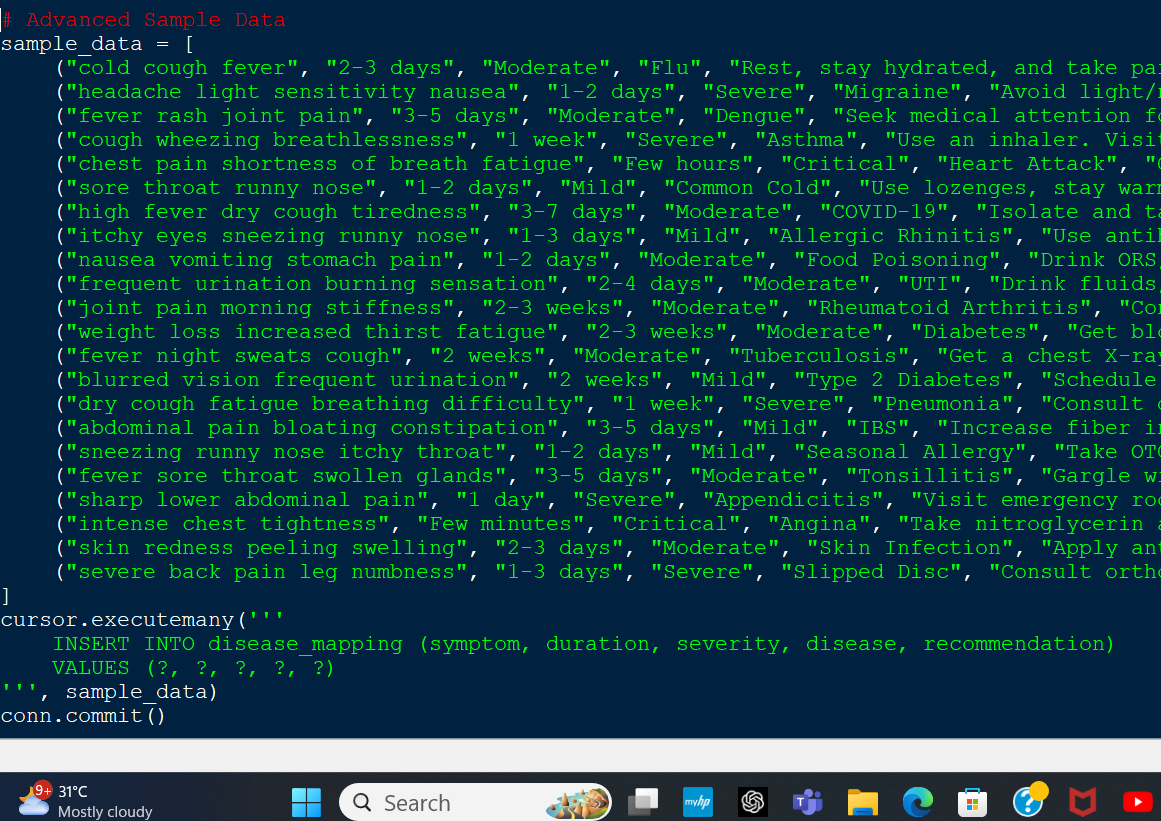 # Advanced Sample Data
sample_data = [
    ("cold cough fever", "2-3 days", "Moderate", "Flu", "Rest, stay hydrated, and take
    ("headache light sensitivity nausea", "1-2 days", "Severe", "Migraine", "Avoid light/
    ("fever rash joint pain", "3-5 days", "Moderate", "Dengue", "Seek medical attention
    ("cough wheezing breathlessness", "1 week", "Severe", "Asthma", "Use an inhaler.
    ("chest pain shortness of breath fatigue", "Few hours", "Critical", "Heart Attack", "
    ("sore throat runny nose", "1-2 days", "Mild", "Common Cold", "Use lozenges, stay
    ("high fever dry cough tiredness", "3-7 days", "Moderate", "COVID-19", "Isolate and
    ("itchy eyes sneezing runny nose", "1-3 days", "Mild", "Allergic Rhinitis", "Use
    ("nausea vomiting stomach pain", "1-2 days", "Moderate", "Food Poisoning", "Drink ORS,
    ("frequent urination burning sensation", "2-4 days", "Moderate", "UTI", "Drink fluids,
    ("joint pain morning stiffness", "2-3 weeks", "Moderate", "Rheumatoid Arthritis", "
    ("weight loss increased thirst fatigue", "2-3 weeks", "Moderate", "Diabetes", "Get
    ("fever night sweats cough", "2 weeks", "Moderate", "Tuberculosis", "Get a chest X-ray
    ("blurred vision frequent urination", "2 weeks", "Mild", "Type 2 Diabetes", "Schedule
    ("dry cough fatigue breathing difficulty", "1 week", "Severe", "Pneumonia", "Consult
    ("abdominal pain bloating constipation", "3-5 days", "Mild", "IBS", "Increase fiber
    ("sneezing runny nose itchy throat", "1-2 days", "Mild", "Seasonal Allergy", "Take OTC
    ("fever sore throat swollen glands", "3-5 days", "Moderate", "Tonsillitis", "Gargle
    ("sharp lower abdominal pain", "1 day", "Severe", "Appendicitis", "Visit emergency
    ("intense chest tightness", "Few minutes", "Critical", "Angina", "Take nitroglycerin
    ("skin redness peeling swelling", "2-3 days", "Moderate", "Skin Infection", "Apply
    ("severe back pain leg numbness", "1-3 days", "Severe", "Slipped Disc", "Consult
]
cursor.executemany('''
    INSERT INTO disease_mapping (symptom, duration, severity, disease, recommendation)
    VALUES (?, ?, ?, ?, ?)
''', sample_data)
conn.commit()
9+ 31°C
Mostly cloudy
Search
myhp